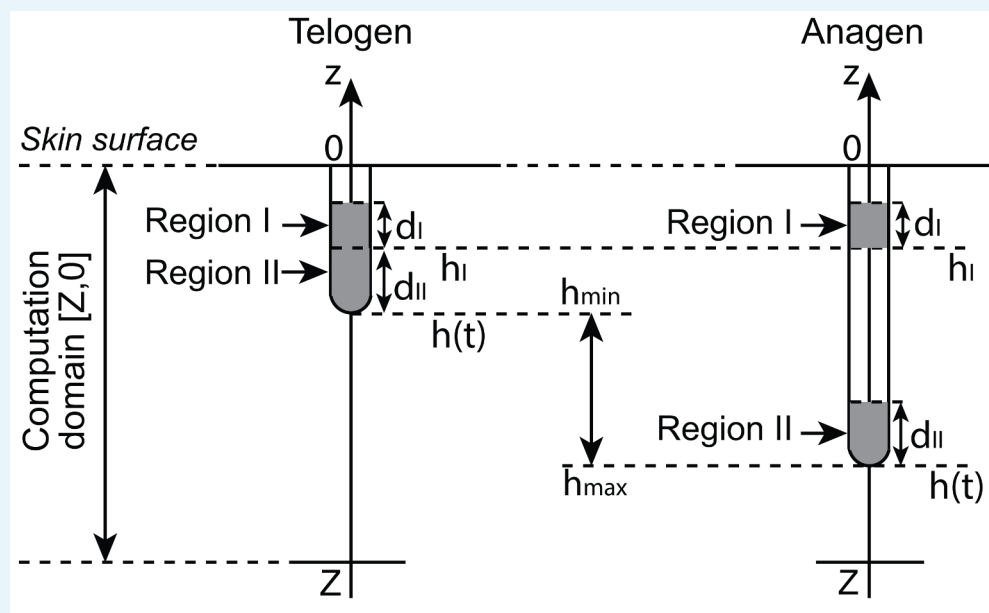 Telogen
Anagen
z
z
Skin surface
0
0
Region I
dI
Region I
dI
hI
hI
Region II
dII
hmin
h(t)
Computation
domain [Z,0]
Region II
dII
hmax
h(t)
Z
Z